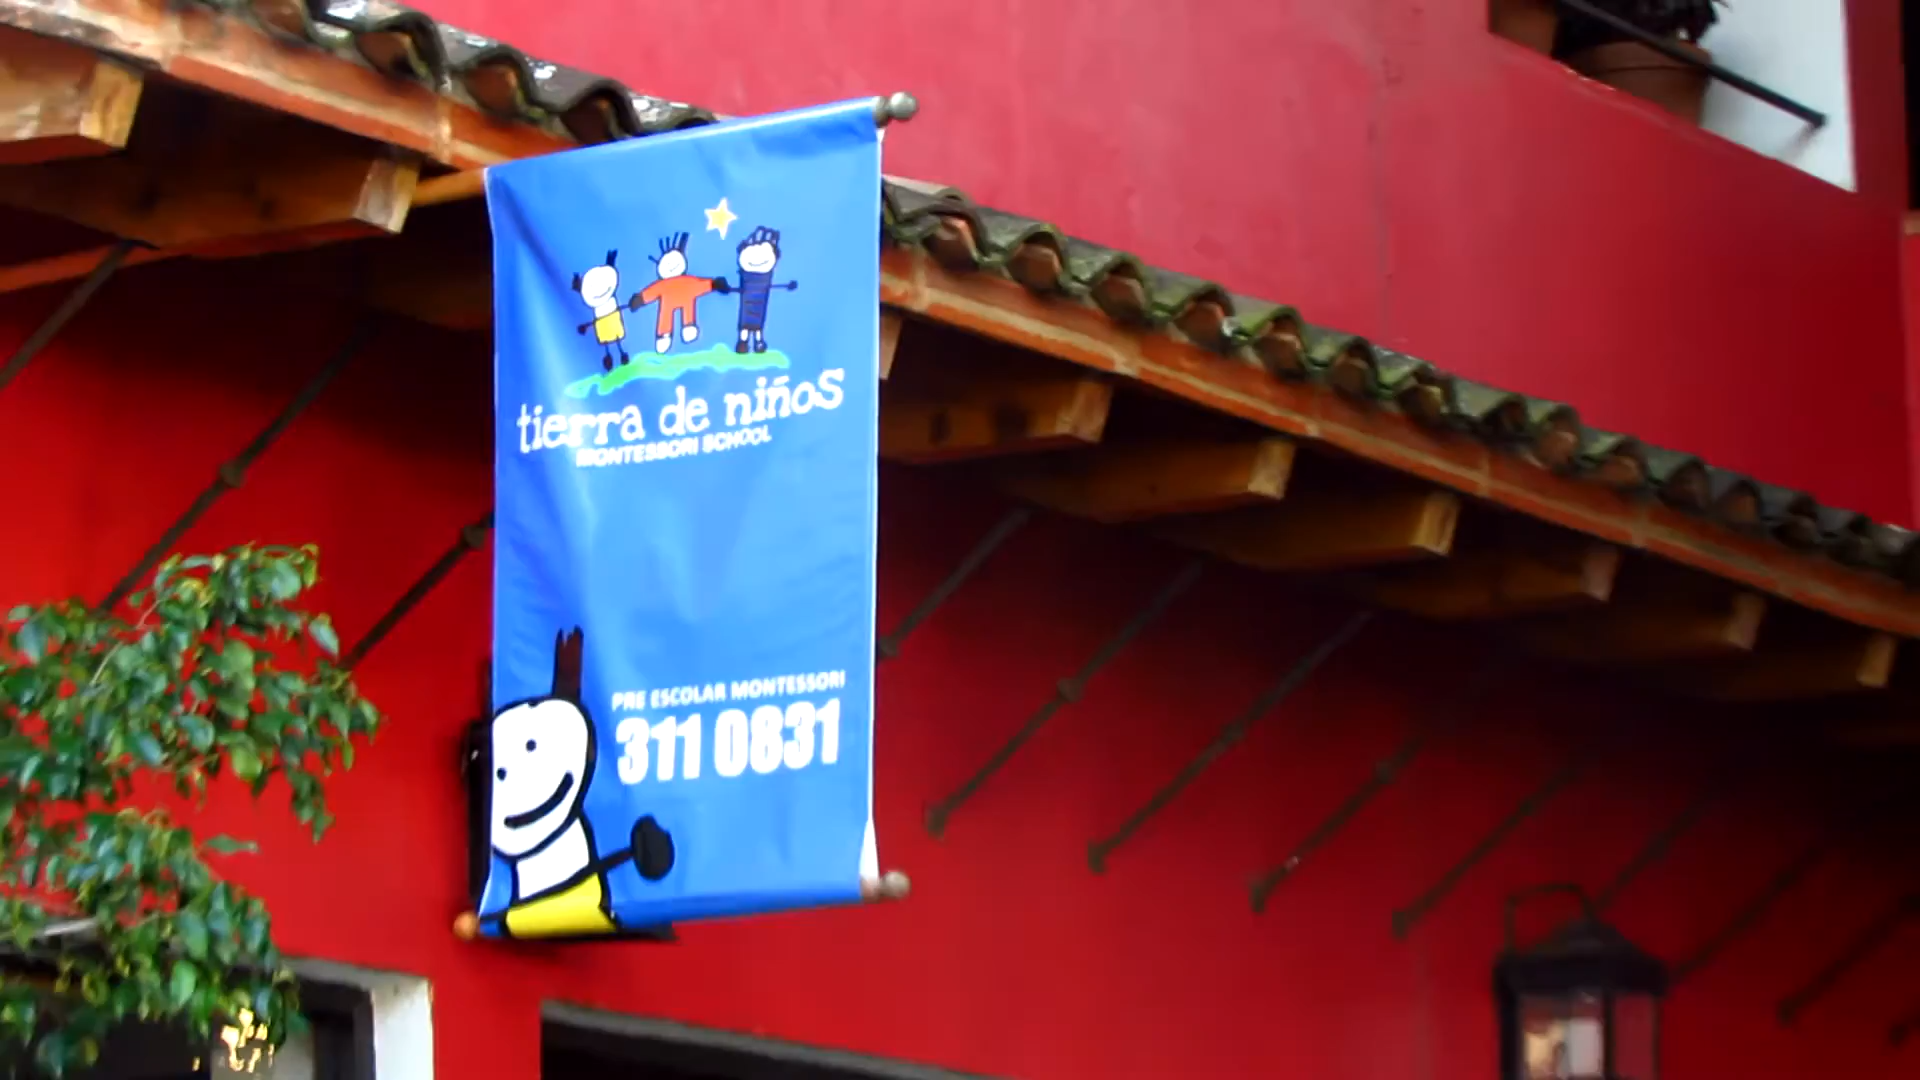 tierra de niños
MONTESSORI SCHOOL
PRE ESCOLAR MONTESSORI
311 0831